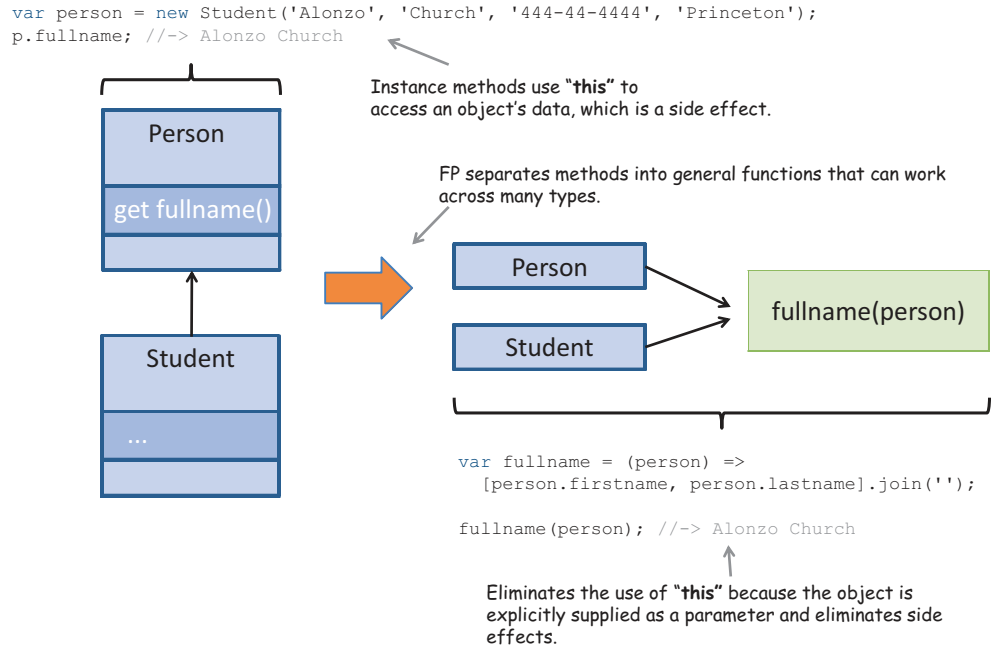 var person = new Student('Alonzo', 'Church', '444-44-4444', 'Princeton');
p.fullname; //-> Alonzo Church
Instance methods use “this” to
access an object’s data, which is a side effect.
Person
get fullname()
Student
...
FP separates methods into general functions that can work
across many types.
Person
Student
fullname(person)
var fullname = (person) =>
[person.firstname, person.lastname].join('');
fullname(person); //-> Alonzo Church
Eliminates the use of “this” because the object is
explicitly supplied as a parameter and eliminates side
effects.